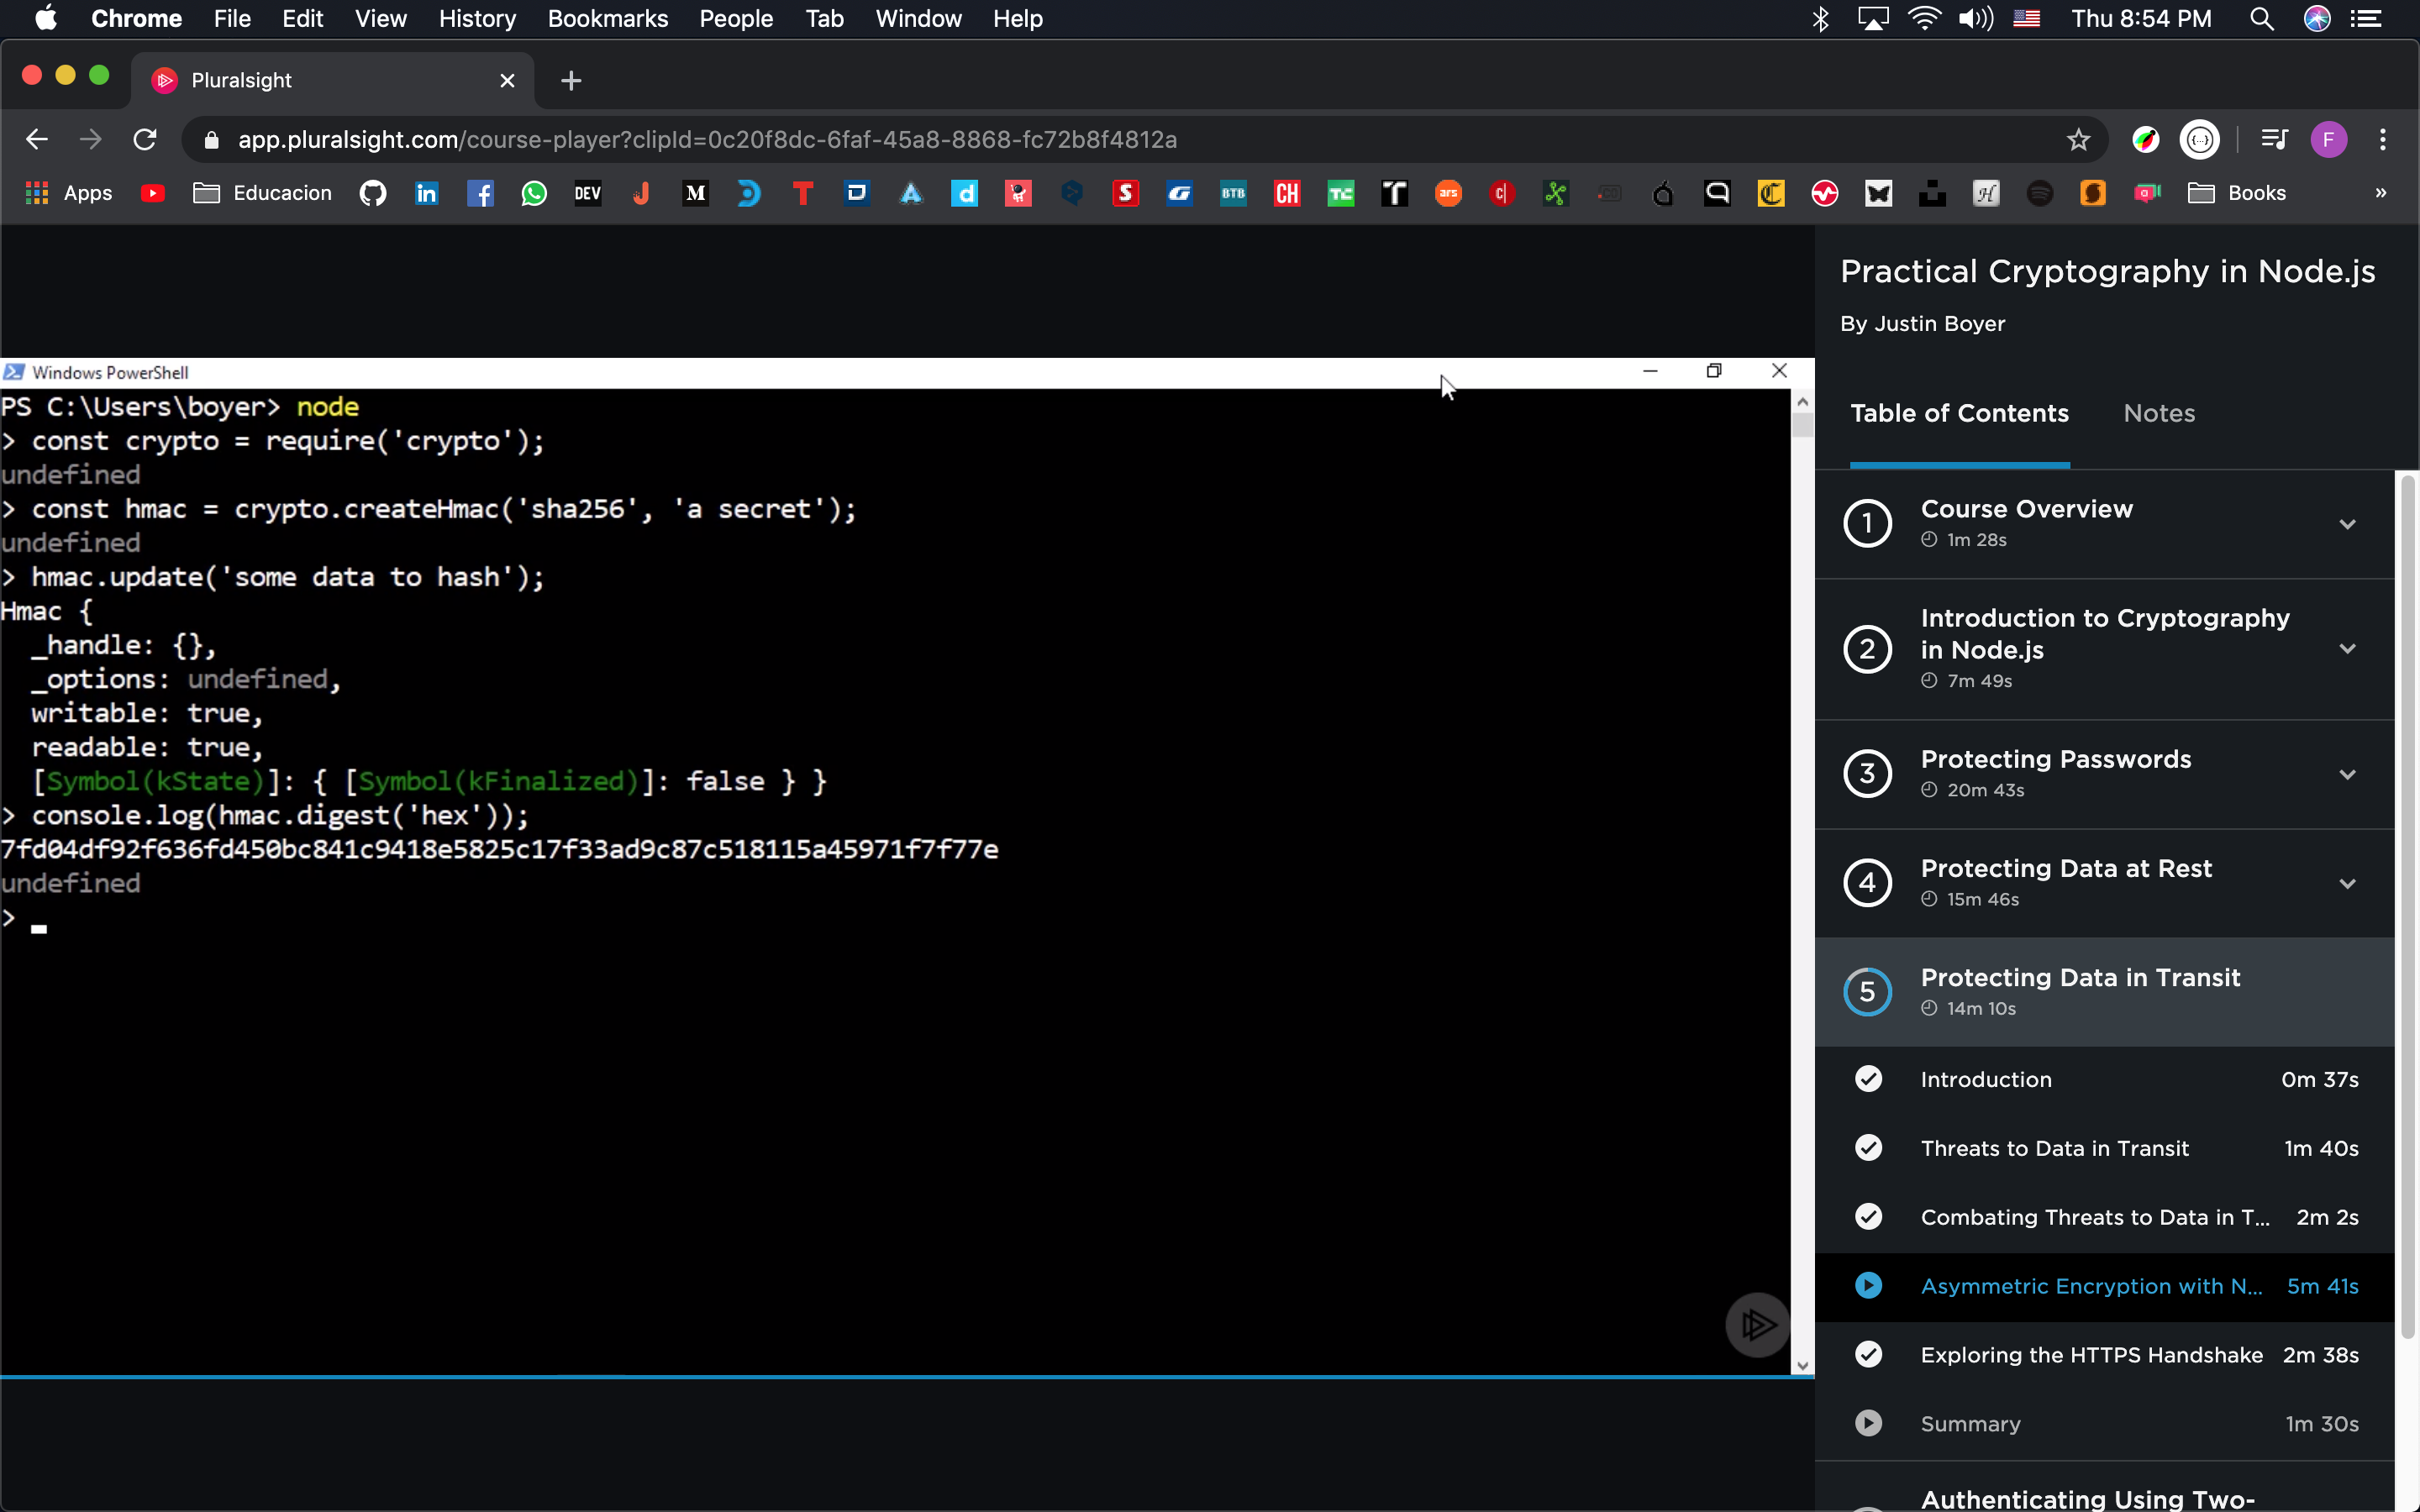 Chrome File Edit View History Bookmarks People Tab Window Help Thu 8:54 PM
Pluralsight
app.pluralsight.com/course-player?clipId=0c20f8dc-6faf-45a8-8868-fc72b8f4812a F
Apps Educacion DEV M BTB CH TC ars Books »
Practical Cryptography in Node.js
By Justin Boyer
Table of Contents Notes
Windows PowerShell
PS C:\Users\boyer> node
> const crypto = require('crypto');
undefined
> const hmac = crypto.createHmac('sha256', 'a secret');
undefined
> hmac.update('some data to hash');
Hmac {
_handle: {},
_options: undefined,
writable: true,
readable: true,
[Symbol(kState)]: { [Symbol(kFinalized)]: false } }
> console.log(hmac.digest('hex'));
7fd04df92f636fd450bc841c9418e5825c17f33ad9c87c518115a45971f7f77e
undefined
>
1 Course Overview
1m 28s
2 Introduction to Cryptography
in Node.js
7m 49s
3 Protecting Passwords
20m 43s
4 Protecting Data at Rest
15m 46s
5 Protecting Data in Transit
14m 10s
Introduction 0m 37s
Threats to Data in Transit 1m 40s
Combating Threats to Data in T... 2m 2s
Asymmetric Encryption with N... 5m 41s
Exploring the HTTPS Handshake 2m 38s
Summary 1m 30s
Authenticating Using Two-